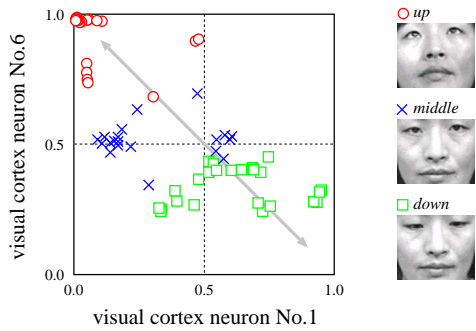 1.0
0.5
0.0
0.0
0.5
1.0
visual cortex neuron No.6
visual cortex neuron No.1
up
middle
down